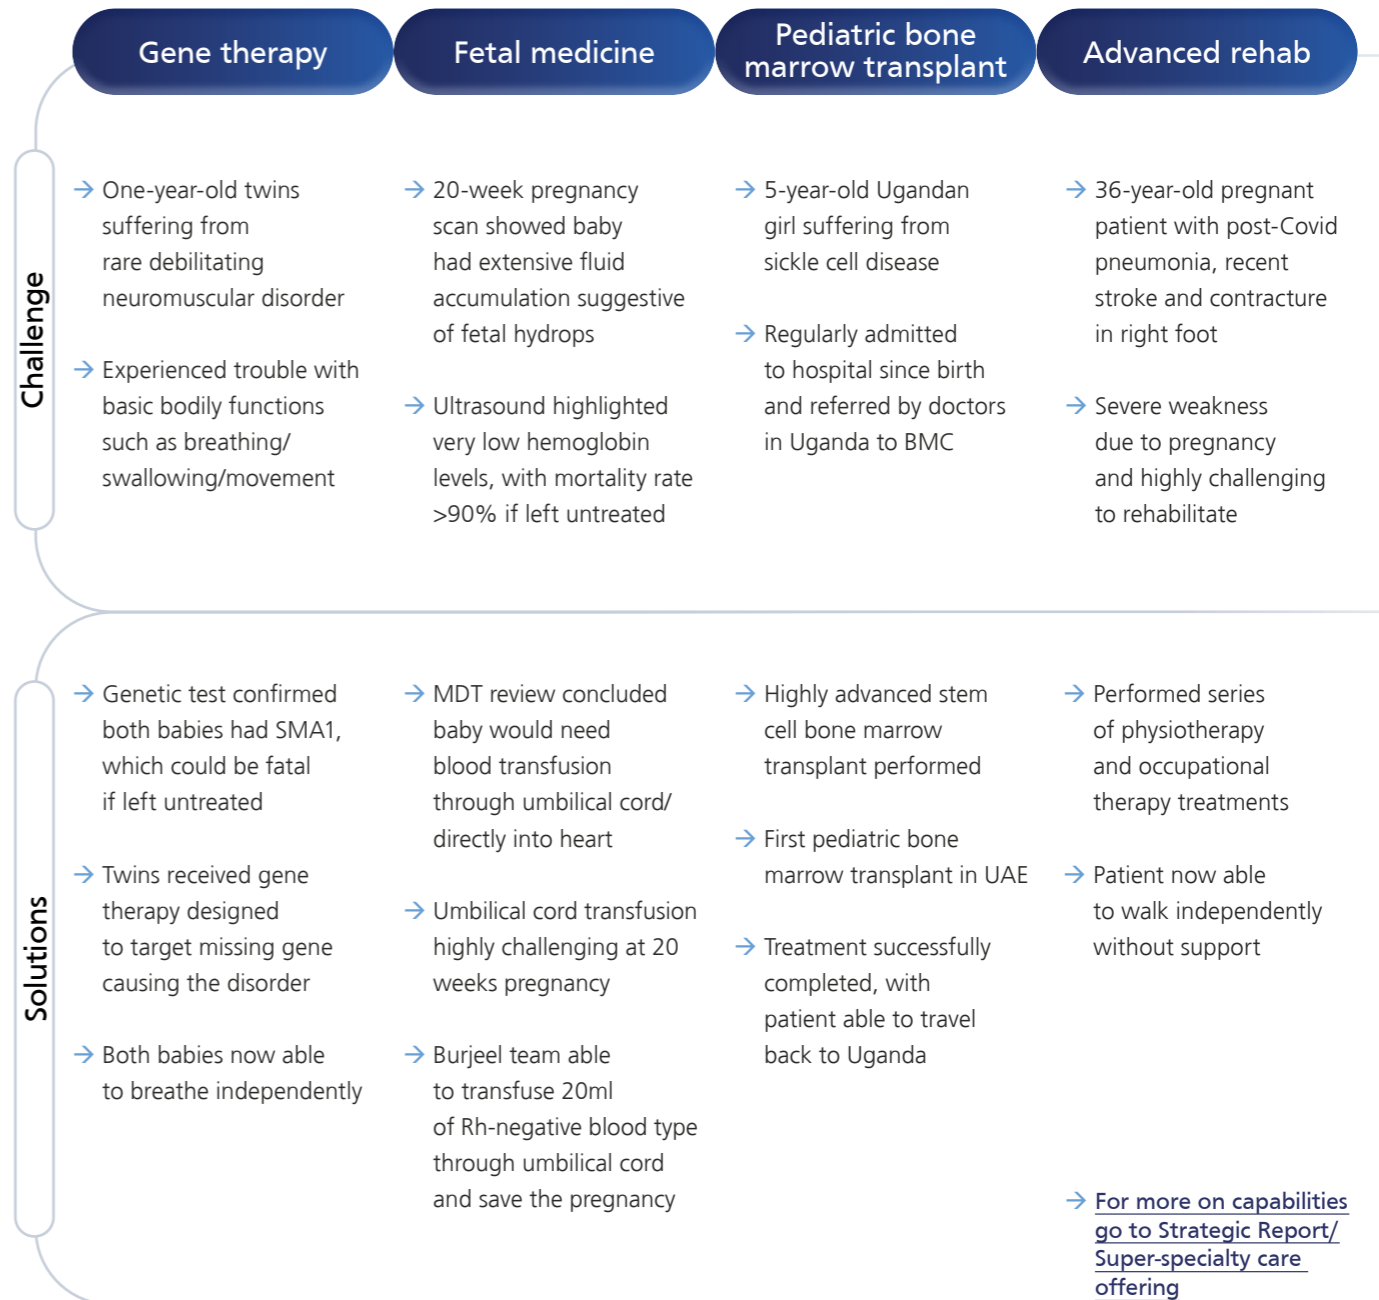 Gene therapy
Fetal medicine
Pediatric bone
marrow transplant
Advanced rehab
Challenge
→ One-year-old twins
suffering from
rare debilitating
neuromuscular disorder
→ Experienced trouble with
basic bodily functions
such as breathing/
swallowing/movement
→ 20-week pregnancy
scan showed baby
had extensive fluid
accumulation suggestive
of fetal hydrops
→ Ultrasound highlighted
very low hemoglobin
levels, with mortality rate
>90% if left untreated
→ 5-year-old Ugandan
girl suffering from
sickle cell disease
→ Regularly admitted
to hospital since birth
and referred by doctors
in Uganda to BMC
→ 36-year-old pregnant
patient with post-Covid
pneumonia, recent
stroke and contracture
in right foot
→ Severe weakness
due to pregnancy
and highly challenging
to rehabilitate
Solutions
→ Genetic test confirmed
both babies had SMA1,
which could be fatal
if left untreated
→ Twins received gene
therapy designed
to target missing gene
causing the disorder
→ Both babies now able
to breathe independently
→ MDT review concluded
baby would need
blood transfusion
through umbilical cord/
directly into heart
→ Umbilical cord transfusion
highly challenging at 20
weeks pregnancy
→ Burjeel team able
to transfuse 20ml
of Rh-negative blood type
through umbilical cord
and save the pregnancy
→ Highly advanced stem
cell bone marrow
transplant performed
→ First pediatric bone
marrow transplant in UAE
→ Treatment successfully
completed, with
patient able to travel
back to Uganda
→ Performed series
of physiotherapy
and occupational
therapy treatments
→ Patient now able
to walk independently
without support
→ For more on capabilities
go to Strategic Report/
Super-specialty care
offering